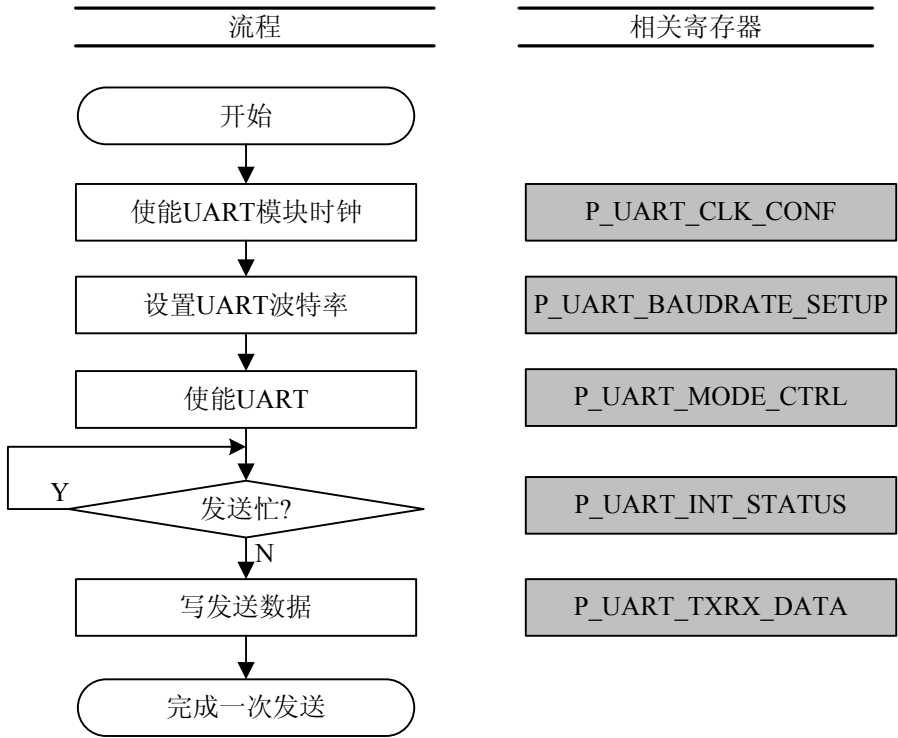 流程
相关寄存器
开始
使能UART模块时钟
P_UART_CLK_CONF
设置UART波特率
P_UART_BAUDRATE_SETUP
使能UART
P_UART_MODE_CTRL
Y
发送忙?
P_UART_INT_STATUS
N
写发送数据
P_UART_TXRX_DATA
完成一次发送